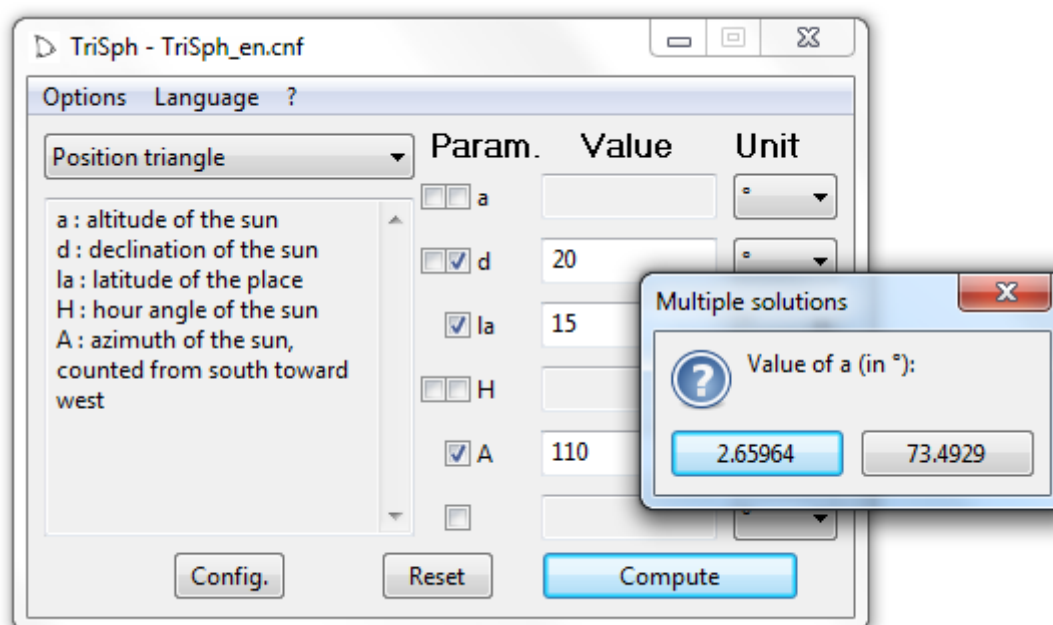 TriSph - TriSph_en.cnf
Options Language ?
Position triangle
Param. Value Unit
a : altitude of the sun
d : declination of the sun
la : latitude of the place
H : hour angle of the sun
A : azimuth of the sun,
counted from south toward
west
a °
d 20 °
la 15
H
A 110
°
Multiple solutions
Value of a (in °):
2.65964 73.4929
Config. Reset Compute